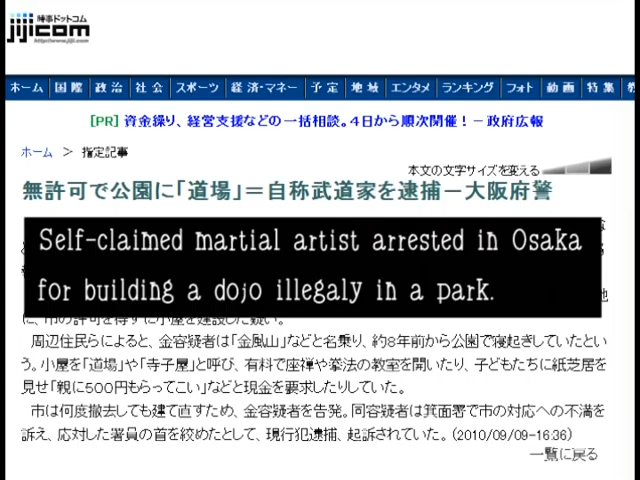 時事ドットコム
jijicom
http://www.jiji.com
ホーム 国際 政治 社会 スポーツ 経済・マネー 予定 地域 エンタメ ランキング フォト 動画 特集
[PR] 資金繰り、経営支援などの一括相談。4日から順次開催！－政府広報
ホーム ＞ 指定記事
本文の文字サイズを変える
無許可で公園に「道場」＝自称武道家を逮捕－大阪府警
Self-claimed martial artist arrested in Osaka
for building a dojo illegaly in a park.
に、市の許可を得ずに小屋を建設した疑い。
周辺住民らによると、金容疑者は「金風山」などと名乗り、約8年前から公園で寝起きしていたとい
う。小屋を「道場」や「寺子屋」と呼び、有料で座禅や拳法の教室を開いたり、子どもたちに紙芝居を
見せ「親に500円もらってこい」などと現金を要求したりしていた。
市は何度撤去しても建て直すため、金容疑者を告発。同容疑者は箕面署で市の対応への不満を
訴え、応対した署員の首を絞めたとして、現行犯逮捕、起訴されていた。(2010/09/09-16:36)
一覧に戻る